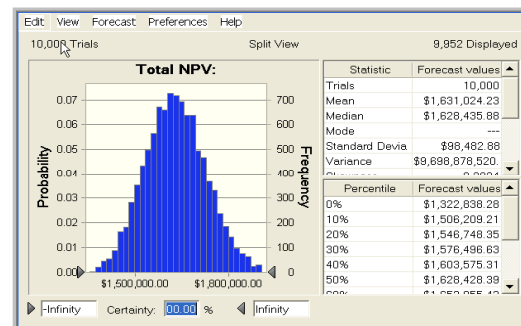 Edit View Forecast Preferences Help
10,000 Trials Split View 9,952 Displayed
Total NPV:
Probability
0.07
0.06
0.05
0.04
0.03
0.02
0.01
0.00
700
600
500
400
300
200
100
0
Frequency
$1,500,000.00 $1,800,000.00
Statistic Forecast values
Trials 10,000
Mean $1,631,024.23
Median $1,628,435.88
Mode ---
Standard Devia $98,482.88
Variance $9,698,878,520.
Percentile Forecast values
0% $1,322,838.28
10% $1,506,209.21
20% $1,546,748.35
30% $1,576,496.63
40% $1,603,575.31
50% $1,628,428.39
-Infinity Certainty: 00.00 % Infinity